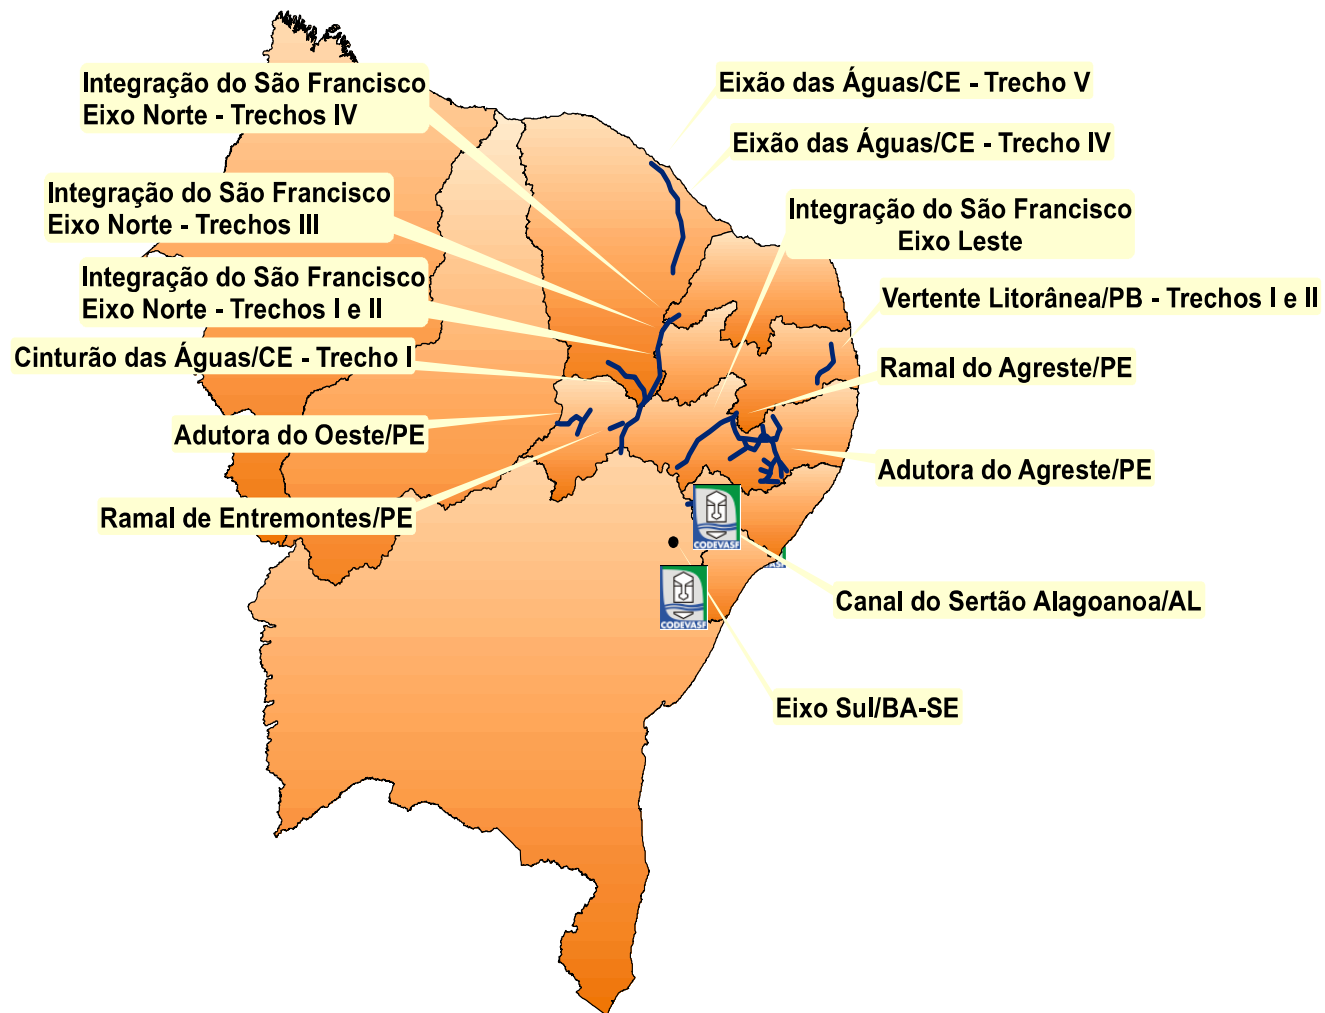 Integração do São Francisco
Eixo Norte - Trechos IV
Eixão das Águas/CE - Trecho V
Eixão das Águas/CE - Trecho IV
Integração do São Francisco
Eixo Norte - Trechos III
Integração do São Francisco
Eixo Leste
Integração do São Francisco
Eixo Norte - Trechos I e II
Vertente Litorânea/PB - Trechos I e II
Cinturão das Águas/CE - Trecho I
Ramal do Agreste/PE
Adutora do Oeste/PE
Adutora do Agreste/PE
Ramal de Entremontes/PE
CODEVASF
ASF
Canal do Sertão Alagoanoa/AL
CODEVASF
Eixo Sul/BA-SE